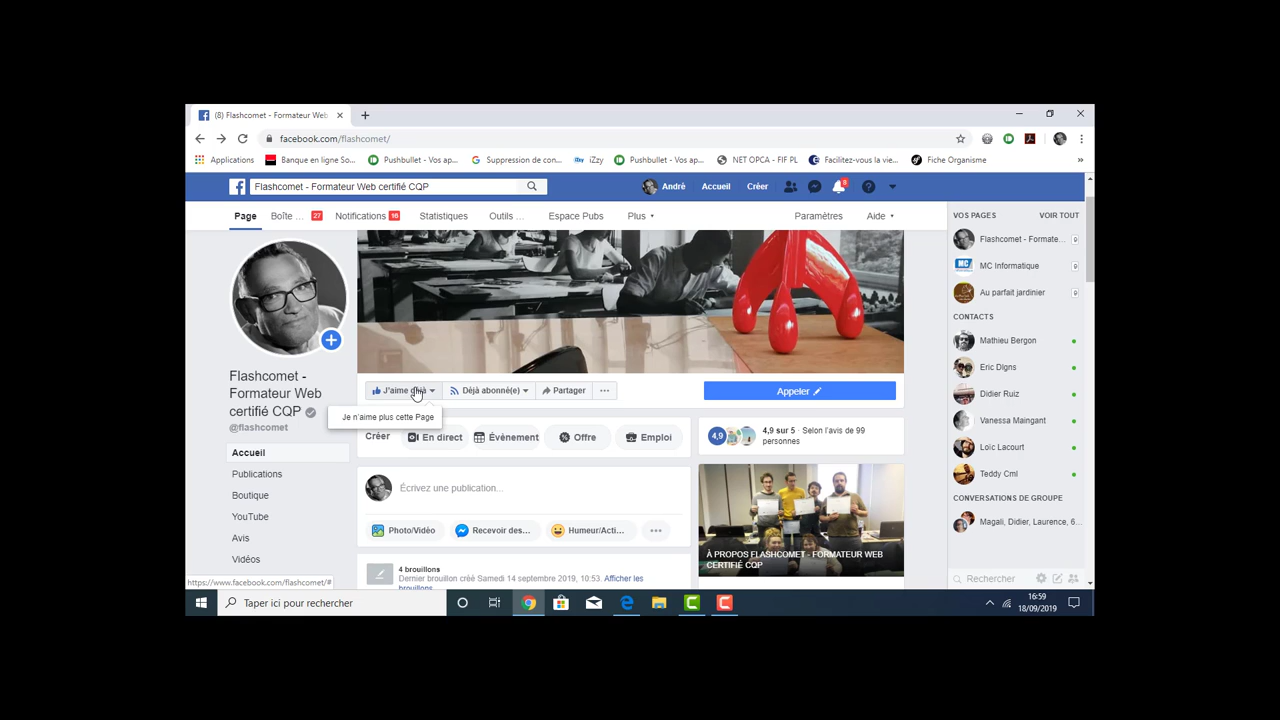 (8) Flashcomet - Formateur Web
facebook.com/flashcomet/
Applications Banque en ligne So... Pushbullet - Vos ap... Suppression de con... iZzy Pushbullet - Vos ap... NET OPCA - FIF PL Facilitez-vous la vie... Fiche Organisme »
Flashcomet - Formateur Web certifié CQP
Andrè Accueil Créer 8
Page Boîte ... 27 Notifications 16 Statistiques Outils ... Espace Pubs Plus Paramètres Aide
VOS PAGES VOIR TOUT
Flashcomet - Formate... 9
MC Informatique 9
Au parfait jardinier 9
CONTACTS
Mathieu Bergon
Eric DIgns
Didier Ruiz
Vanessa Maingant
Loïc Lacourt
Teddy Cml
CONVERSATIONS DE GROUPE
Magali, Didier, Laurence, 6...
Rechercher
Flashcomet -
Formateur Web
certifié CQP
@flashcomet
Accueil
Publications
Boutique
YouTube
Avis
Vidéos
https://www.facebook.com/flashcomet/#
J'aime déjà Déjà abonné(e) Partager ... Appeler
Je n'aime plus cette Page
Créer En direct Évènement Offre Emploi
4,9 4,9 sur 5 · Selon l'avis de 99
personnes
Écrivez une publication...
Photo/Vidéo Recevoir des... Humeur/Acti... ...
À PROPOS FLASHCOMET - FORMATEUR WEB
CERTIFIÉ CQP
4 brouillons
Dernier brouillon créé Samedi 14 septembre 2019, 10:53. Afficher les
brouillons.
Taper ici pour rechercher
16:59
18/09/2019